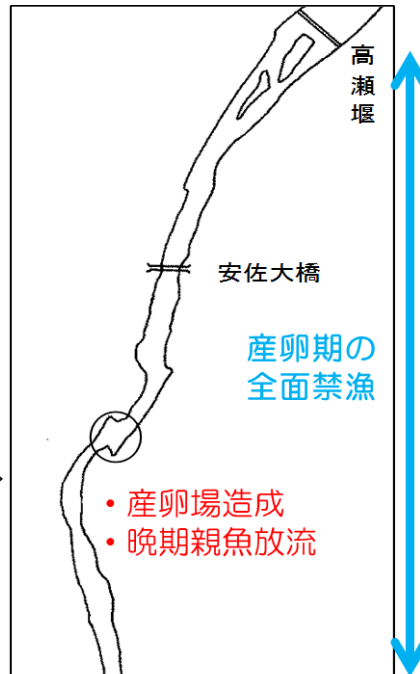 高瀬堰
安佐大橋
産卵期の
全面禁漁
・産卵場造成
・晩期親魚放流